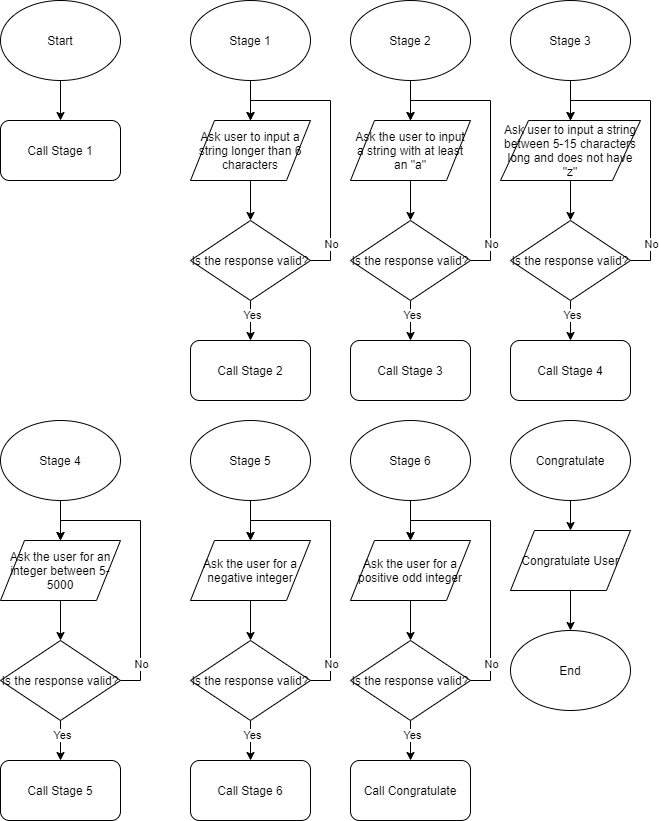 Start
Call Stage 1
Stage 1
Ask user to input a
string longer than 6
characters
Is the response valid?
No
Yes
Call Stage 2
Stage 2
Ask the user to input
a string with at least
an "a"
Is the response valid?
No
Yes
Call Stage 3
Stage 3
Ask user to input a string
between 5-15 characters
long and does not have
"z"
Is the response valid?
No
Yes
Call Stage 4
Stage 4
Ask the user for an
integer between 5-
5000
Is the response valid?
No
Yes
Call Stage 5
Stage 5
Ask the user for a
negative integer
Is the response valid?
No
Yes
Call Stage 6
Stage 6
Ask the user for a
positive odd integer
Is the response valid?
No
Yes
Call Congratulate
Congratulate
Congratulate User
End